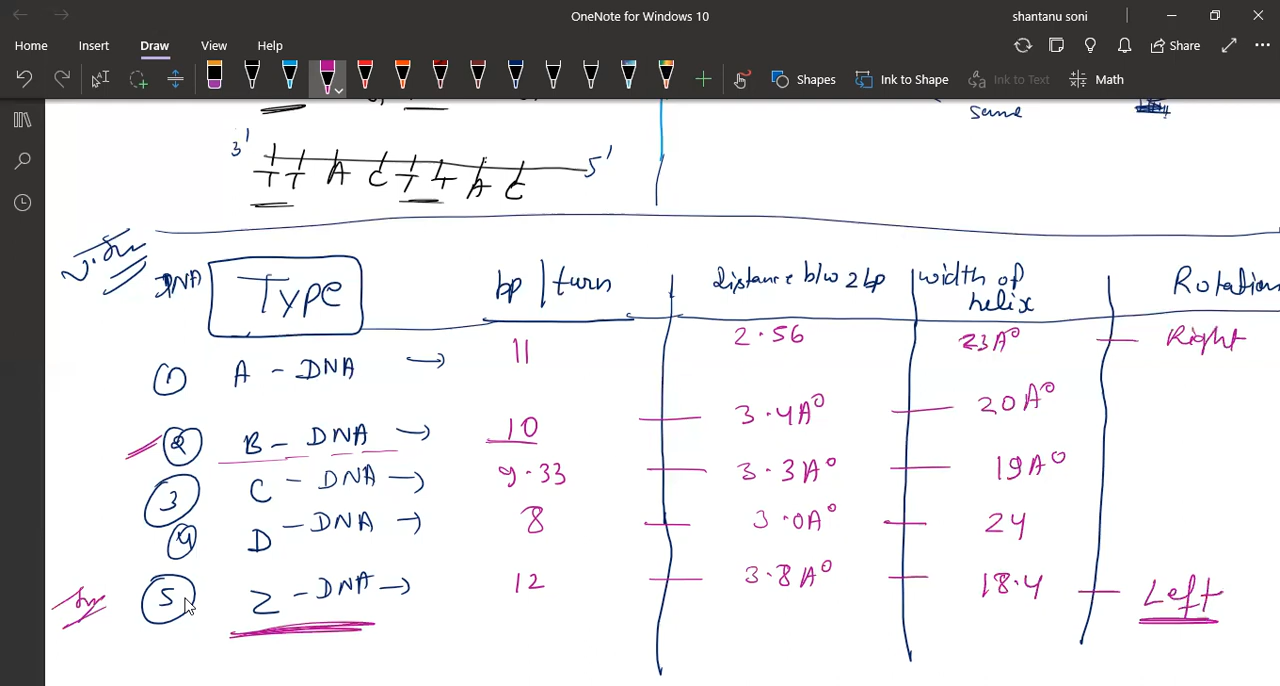 OneNote for Windows 10
shantanu soni
Home Insert Draw View Help
Share
Shapes Ink to Shape Ink to Text Math
same
3' 5'
T T A C T T A C
DNA Type bp | turn distance b/w 2 bp width of helix Rotation
① A - DNA → 11 2.56 23A° Right
② B - DNA → 10 3.4A° 20A°
③ C - DNA → 9.33 3.3A° 19A°
④ D - DNA → 8 3.0A° 24
⑤ Z - DNA → 12 3.8A° 18.4 Left